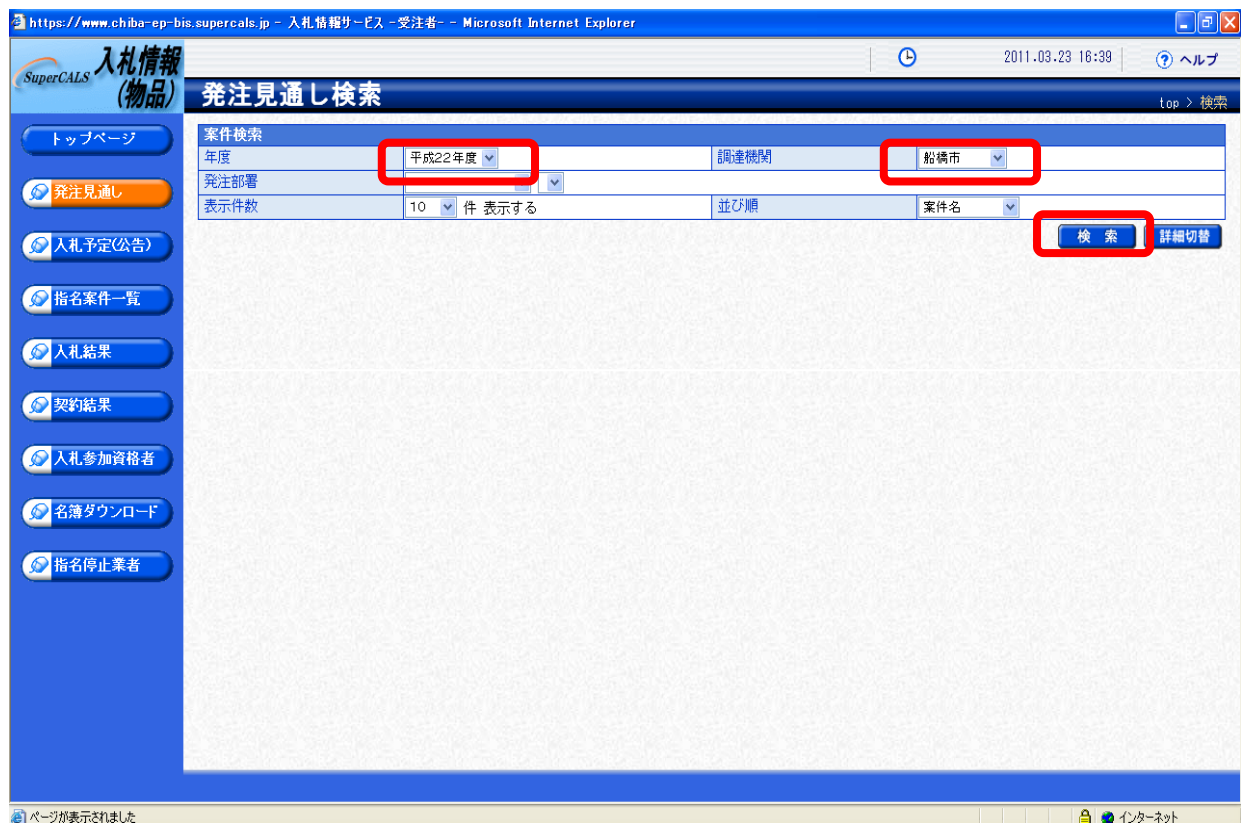 https://www.chiba-ep-bis.supercals.jp - 入札情報サービス -受注者- - Microsoft Internet Explorer
SuperCALS 入札情報(物品)
2011.03.23 16:39 ? ヘルプ
発注見通し検索
top > 検索
トップページ
発注見通し
入札予定(公告)
指名案件一覧
入札結果
契約結果
入札参加資格者
名簿ダウンロード
指名停止業者
案件検索
年度 平成22年度 調達機関 船橋市
発注部署
表示件数 10 件 表示する 並び順 案件名
検 索 詳細切替
ページが表示されました インターネット